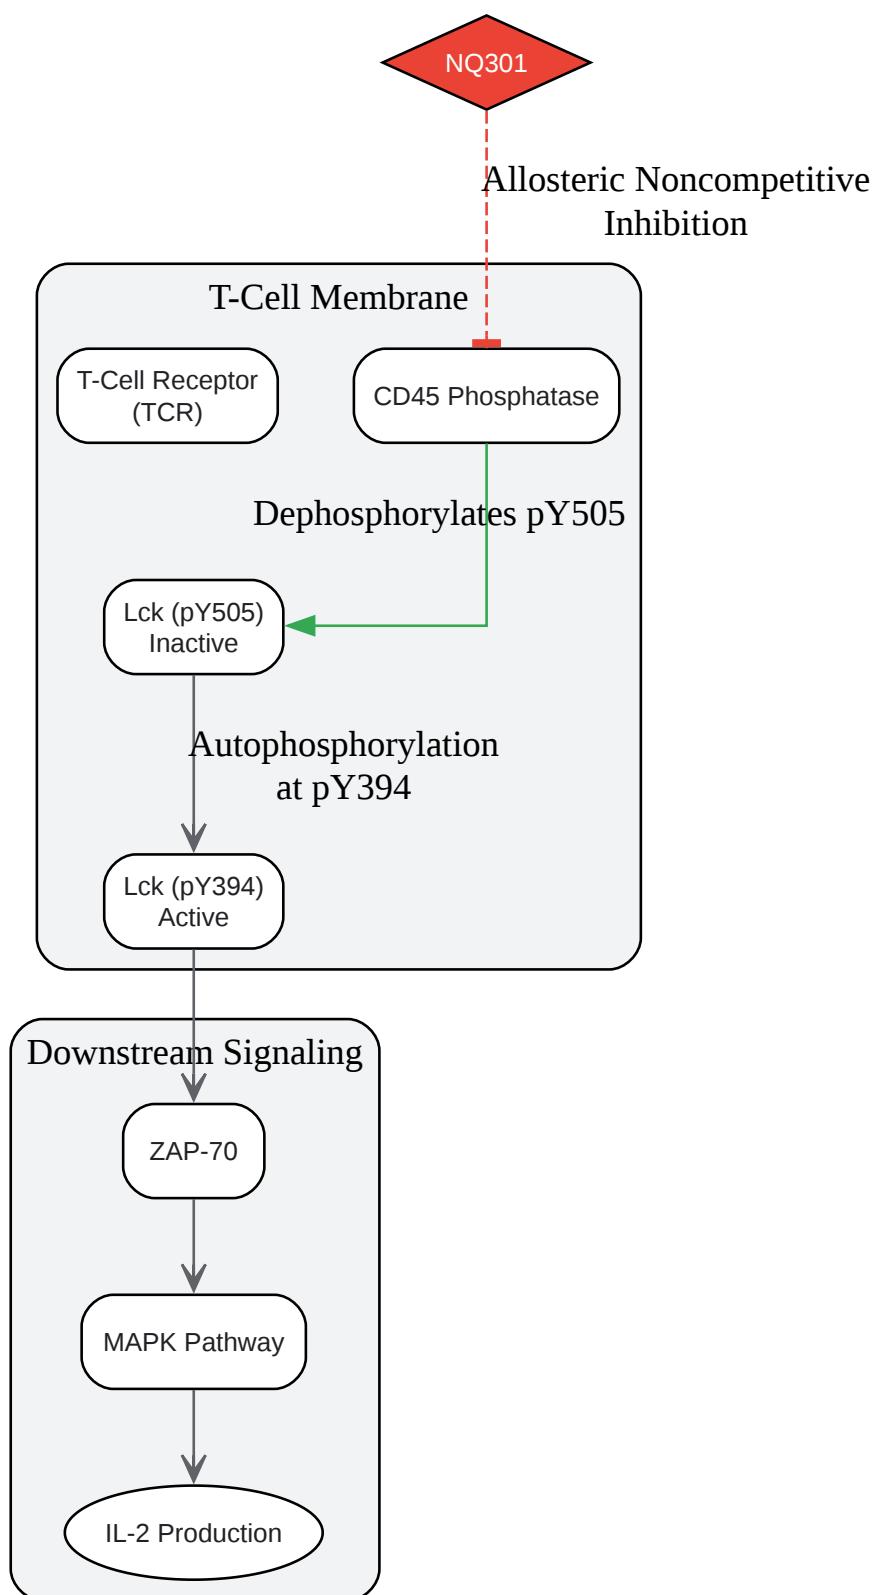 NQ301
Allosteric Noncompetitive
Inhibition
T-Cell Membrane
T-Cell Receptor
(TCR)
CD45 Phosphatase
Dephosphorylates pY505
Lck (pY505)
Inactive
Autophosphorylation
at pY394
Lck (pY394)
Active
Downstream Signaling
ZAP-70
MAPK Pathway
IL-2 Production